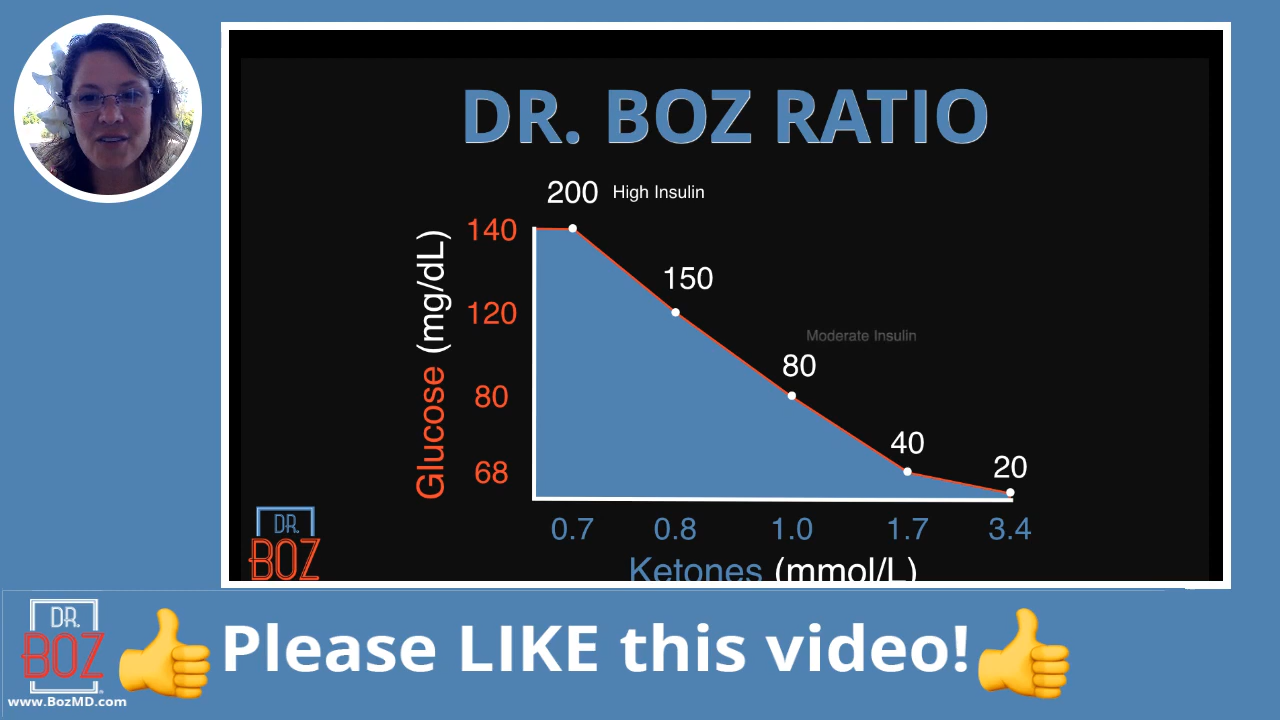 DR. BOZ RATIO
200 High Insulin
140
150
120
Moderate Insulin
80
80
40
68
20
Glucose (mg/dL)
0.7 0.8 1.0 1.7 3.4
Ketones (mmol/L)
DR.
BOZ
DR.
BOZ
www.BozMD.com
Please LIKE this video!